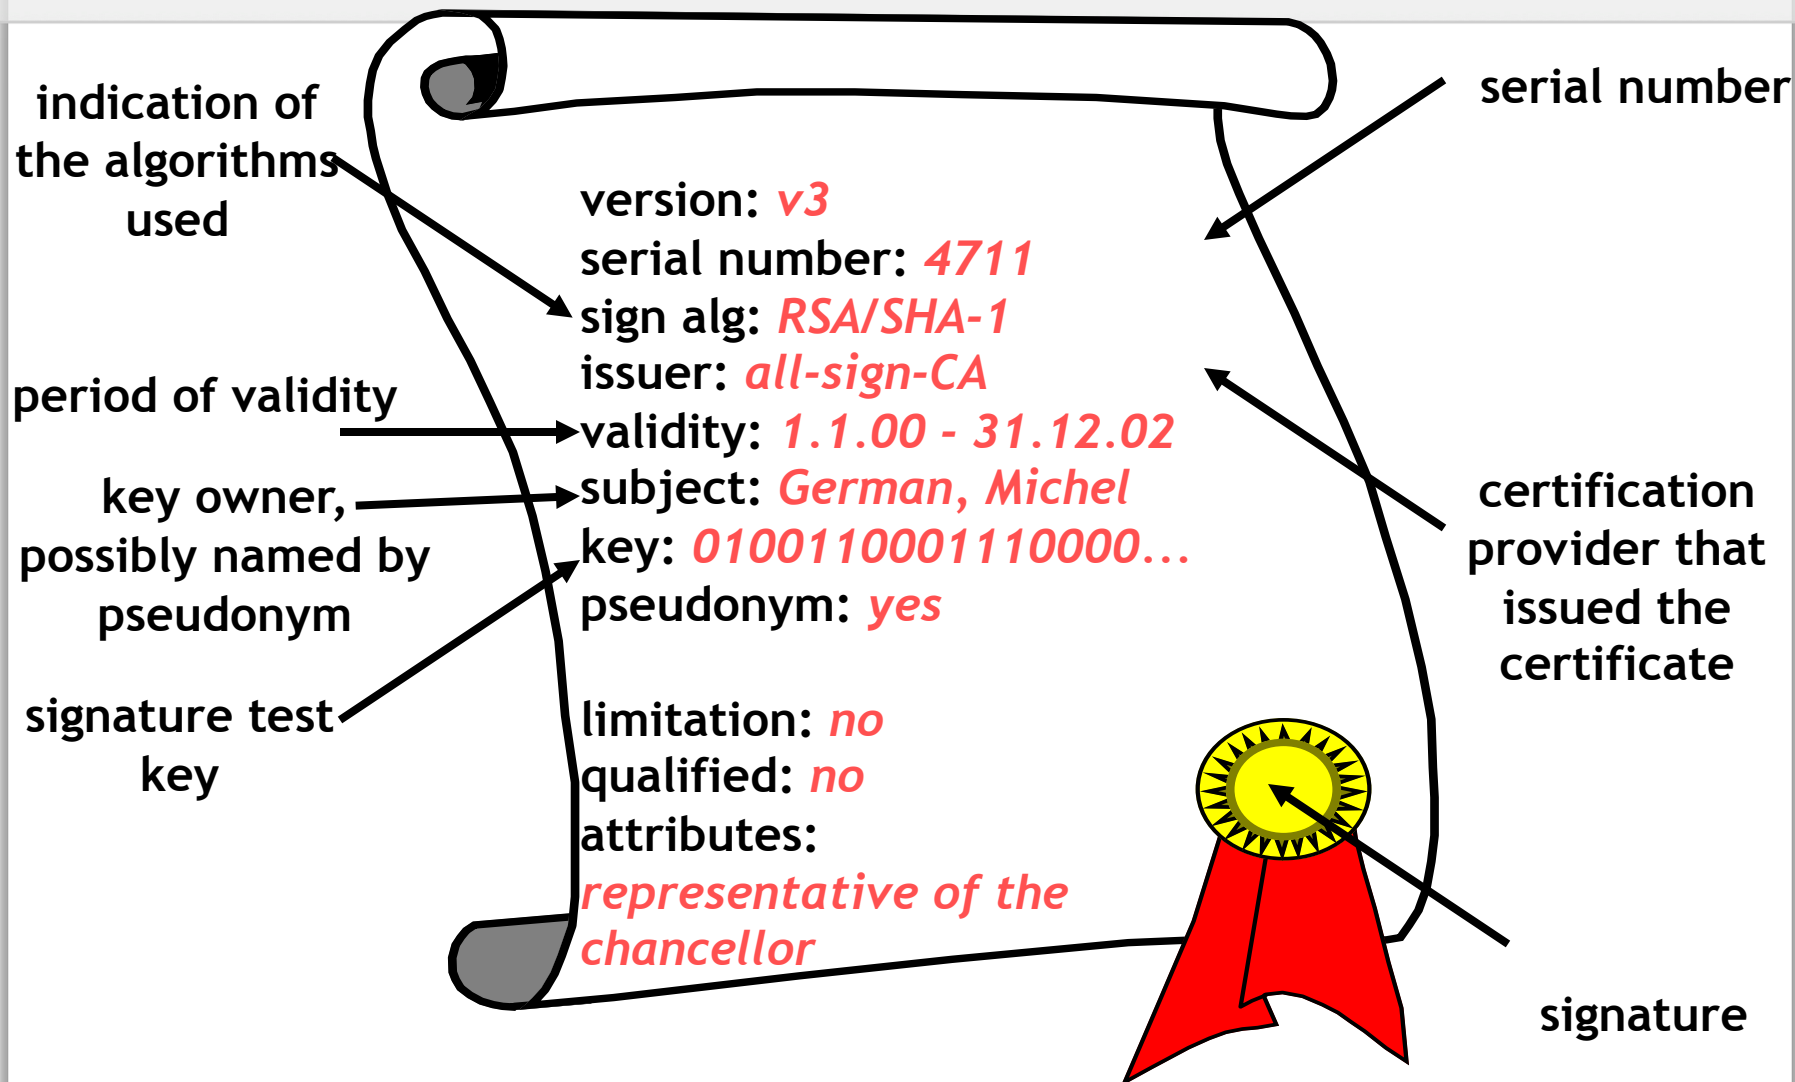 indication of
the algorithms
used
period of validity
key owner,
possibly named by
pseudonym
signature test
key
version: v3
serial number: 4711
sign alg: RSA/SHA-1
issuer: all-sign-CA
validity: 1.1.00 - 31.12.02
subject: German, Michel
key: 0100110001110000...
pseudonym: yes
limitation: no
qualified: no
attributes:
representative of the
chancellor
serial number
certification
provider that
issued the
certificate
signature